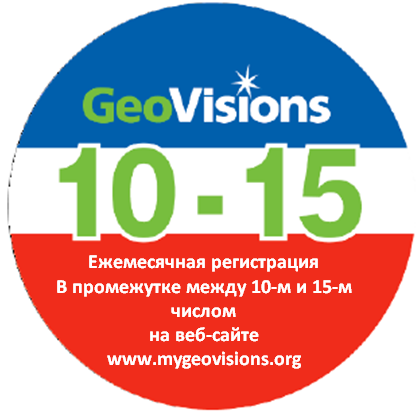 GeoVisions
10 - 15
Ежемесячная регистрация
В промежутке между 10-м и 15-м
числом
на веб-сайте
www.mygeovisions.org